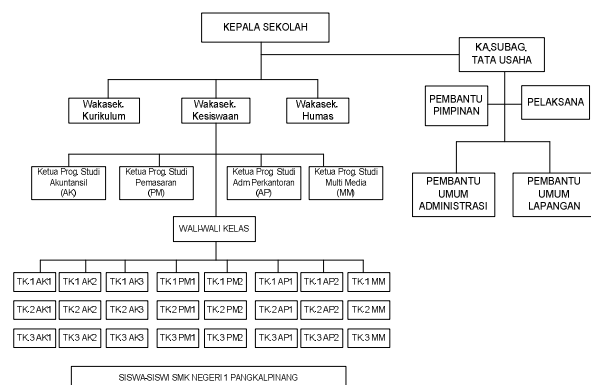 KEPALA SEKOLAH
KA.SUBAG.
TATA USAHA
Wakasek.
Kurikulum
Wakasek.
Kesiswaan
Wakasek.
Humas
PEMBANTU
PIMPINAN
PELAKSANA
Ketua Prog. Studi
Akuntansil
(AK)
Ketua Prog. Studi
Pemasaran
(PM)
Ketua Prog. Studi
Adm Perkantoran
(AP)
Ketua Prog. Studi
Multi Media
(MM)
PEMBANTU
UMUM
ADMINISTRASI
PEMBANTU
UMUM
LAPANGAN
WALI-WALI KELAS
TK.1 AK1
TK.1 AK2
TK.1 AK3
TK.1 PM1
TK.1 PM2
TK.1 AP1
TK.1 AP2
TK.1 MM
TK.2 AK1
TK.2 AK2
TK.2 AK3
TK.2 PM1
TK.2 PM2
TK.2 AP1
TK.2 AP2
TK.2 MM
TK.3 AK1
TK.3 AK2
TK.3 AK3
TK.3 PM1
TK.3 PM2
TK.3 AP1
TK.3 AP2
TK.3 MM
SISWA-SISWI SMK NEGERI 1 PANGKALPINANG